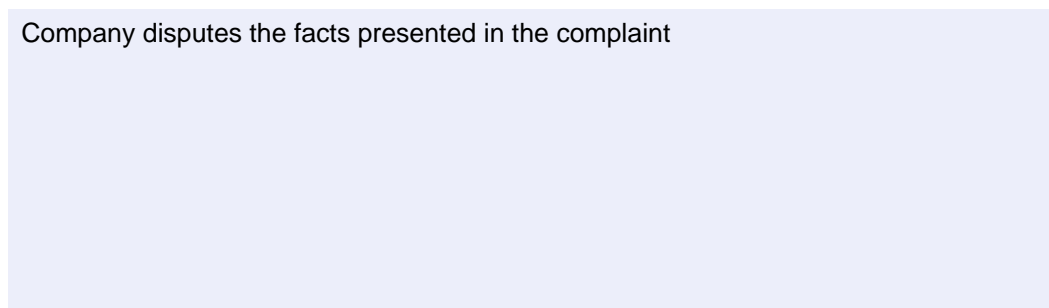 Company disputes the facts presented in the complaint